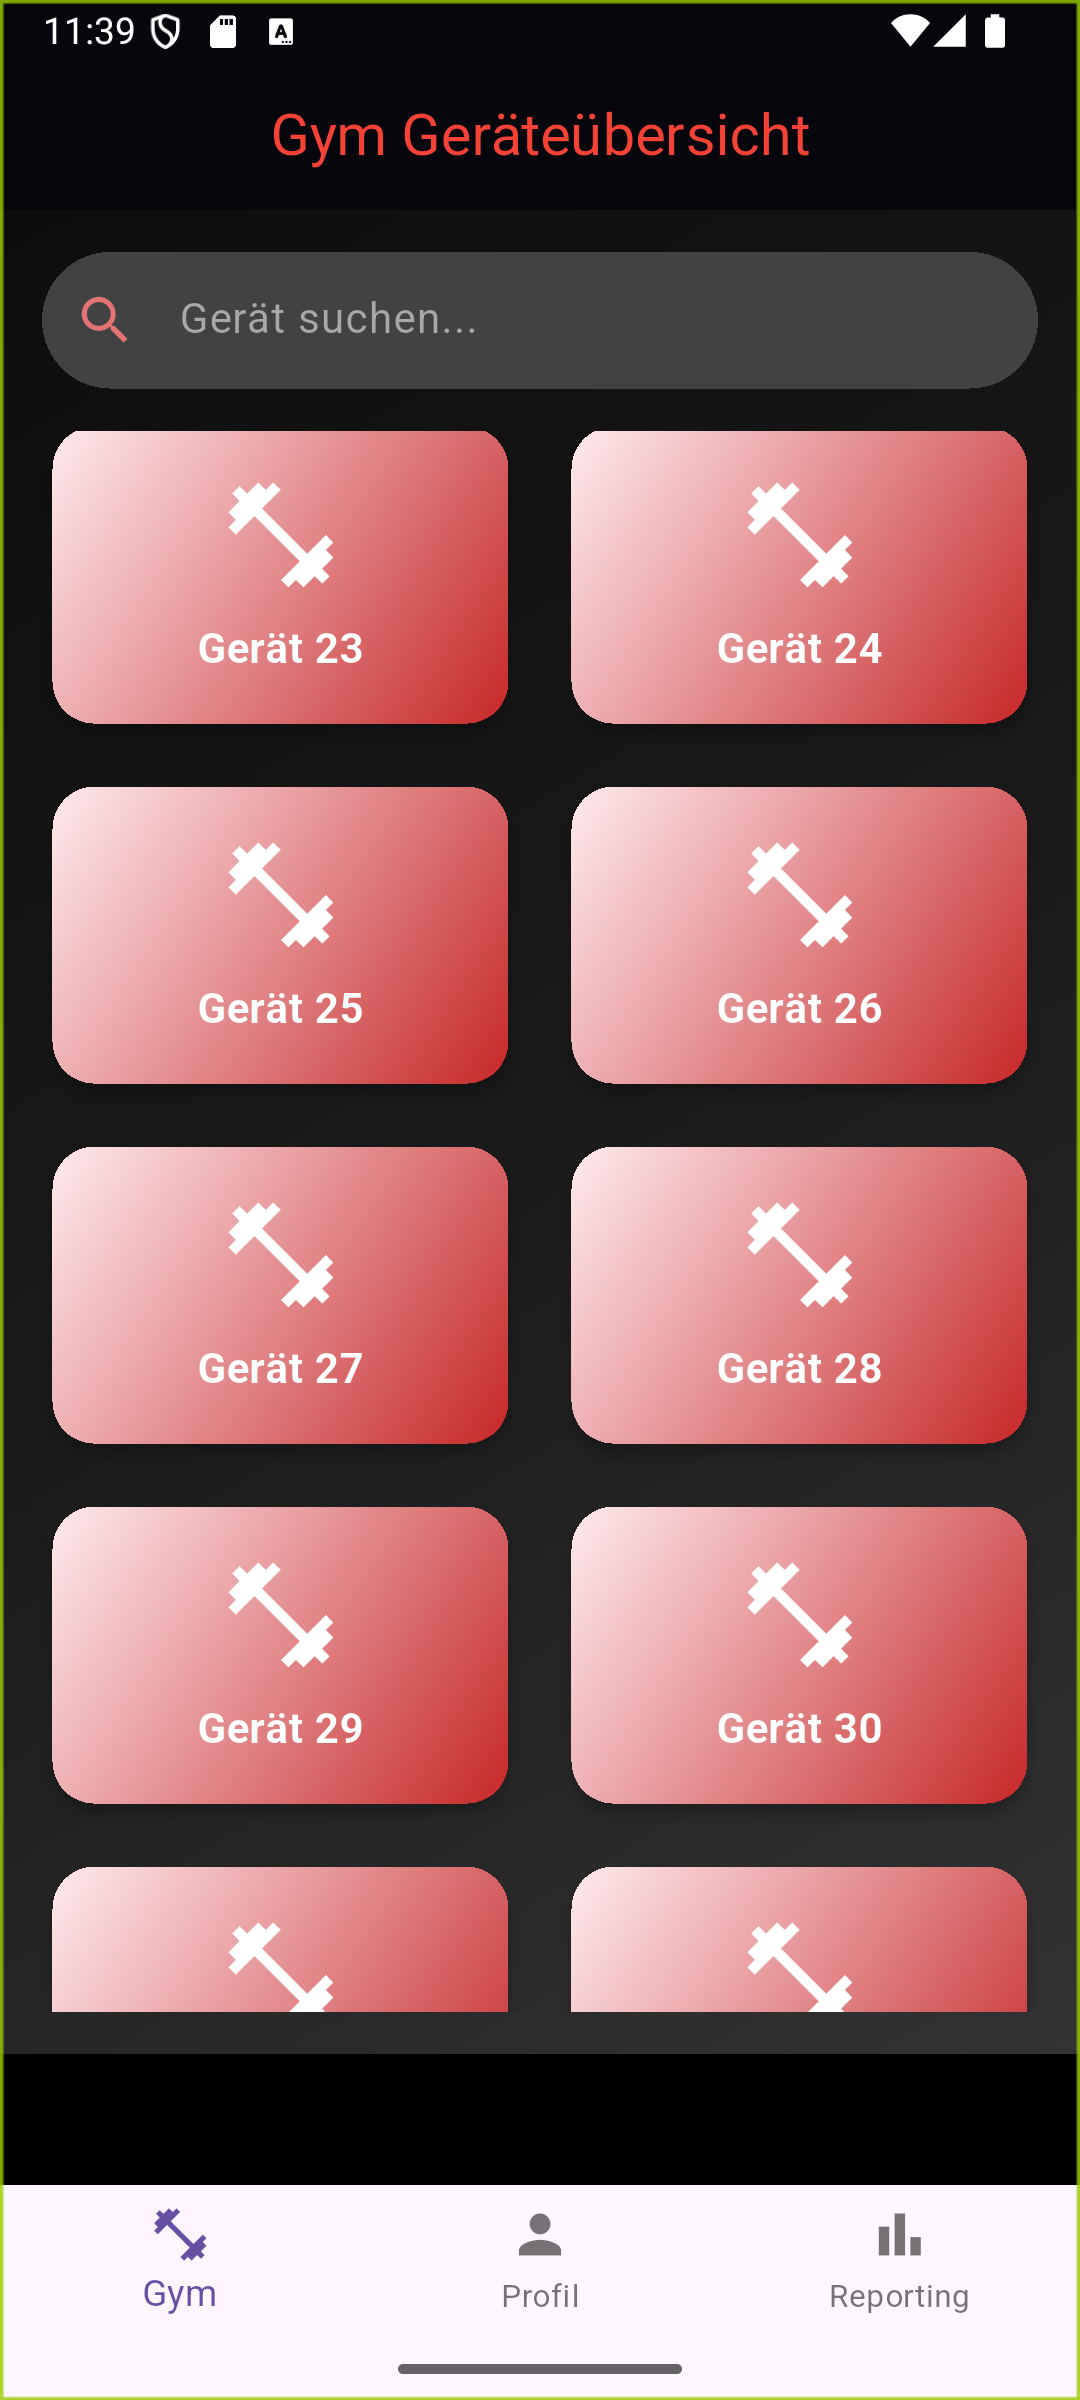 11:39
Gym Geräteübersicht
Gerät suchen...
Gerät 23
Gerät 24
Gerät 25
Gerät 26
Gerät 27
Gerät 28
Gerät 29
Gerät 30
Gym
Profil
Reporting